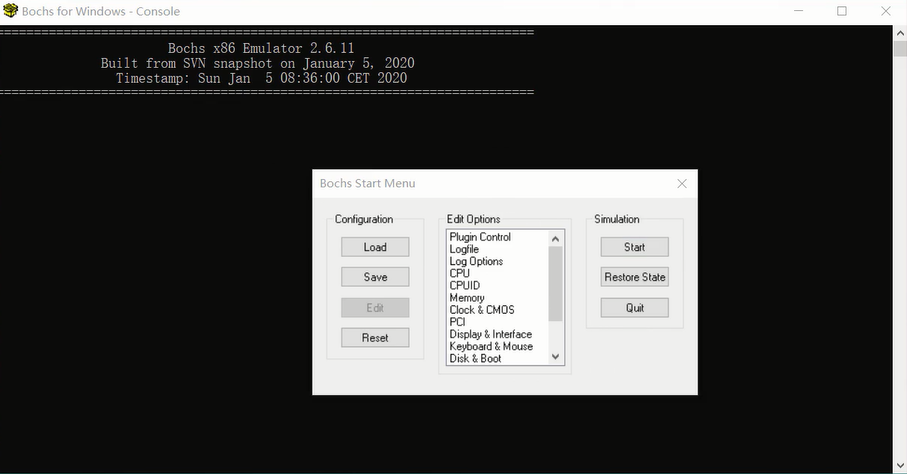 Bochs for Windows - Console
=====================================================================
Bochs x86 Emulator 2.6.11
Built from SVN snapshot on January 5, 2020
Timestamp: Sun Jan  5 08:36:00 CET 2020
=====================================================================
Bochs Start Menu
Configuration
Load
Save
Edit
Reset
Edit Options
Plugin Control
Logfile
Log Options
CPU
CPUID
Memory
Clock & CMOS
PCI
Display & Interface
Keyboard & Mouse
Disk & Boot
Simulation
Start
Restore State
Quit